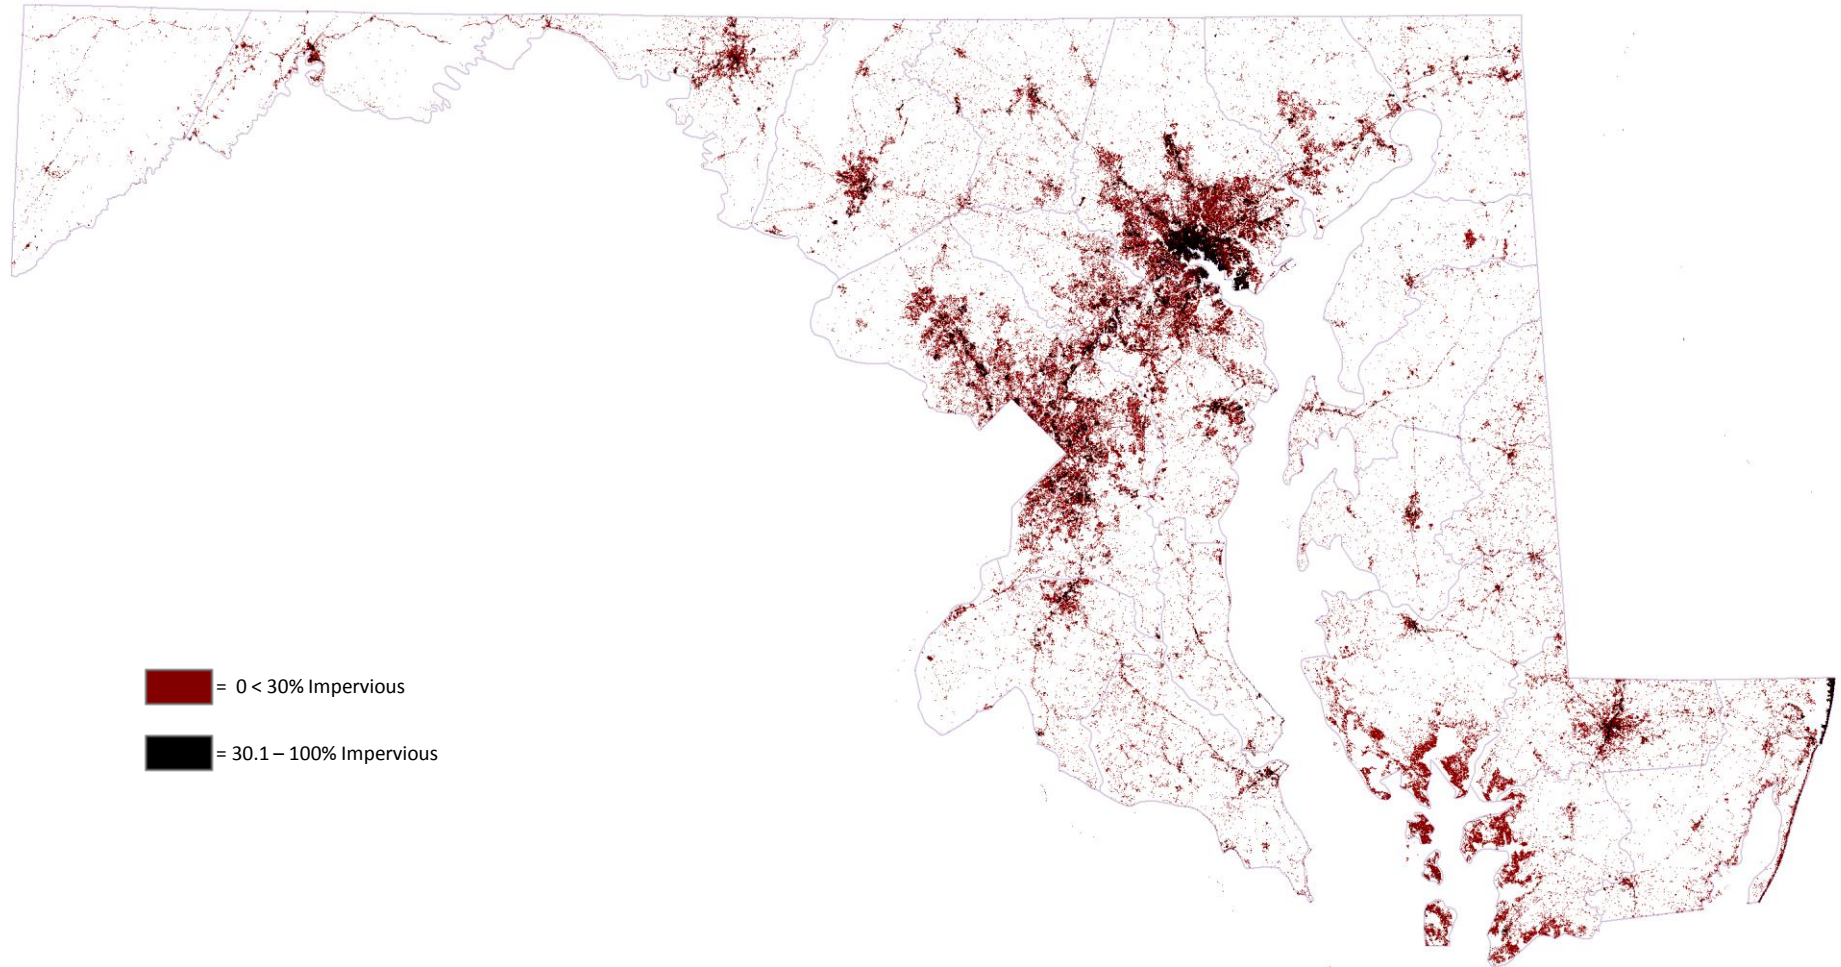 = 0 < 30% Impervious
= 30.1 – 100% Impervious